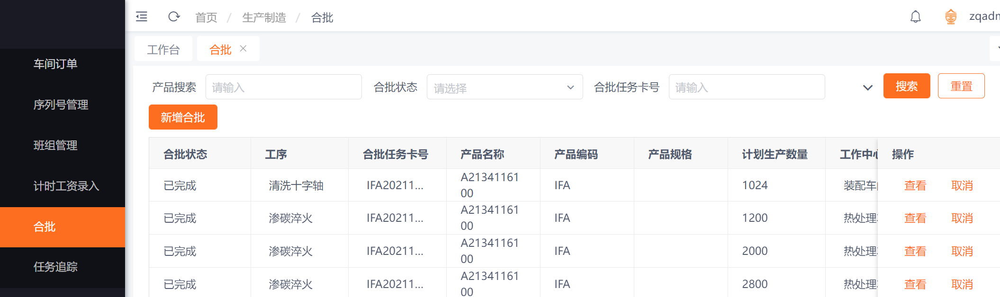 首页 / 生产制造 / 合批
zqadm
工作台 合批
车间订单
序列号管理
班组管理
计时工资录入
合批
任务追踪
产品搜索 请输入 合批状态 请选择 合批任务卡号 请输入 搜索 重置
新增合批
合批状态 工序 合批任务卡号 产品名称 产品编码 产品规格 计划生产数量 工作中心 操作
已完成 清洗十字轴 IFA20211... A21341161 IFA 1024 装配车间 查看 取消
00
已完成 渗碳淬火 IFA20211... A21341161 IFA 1200 热处理 查看 取消
00
已完成 渗碳淬火 IFA20211... A21341161 IFA 2000 热处理 查看 取消
00
已完成 渗碳淬火 IFA20211... A21341161 IFA 2800 热处理 查看 取消
00